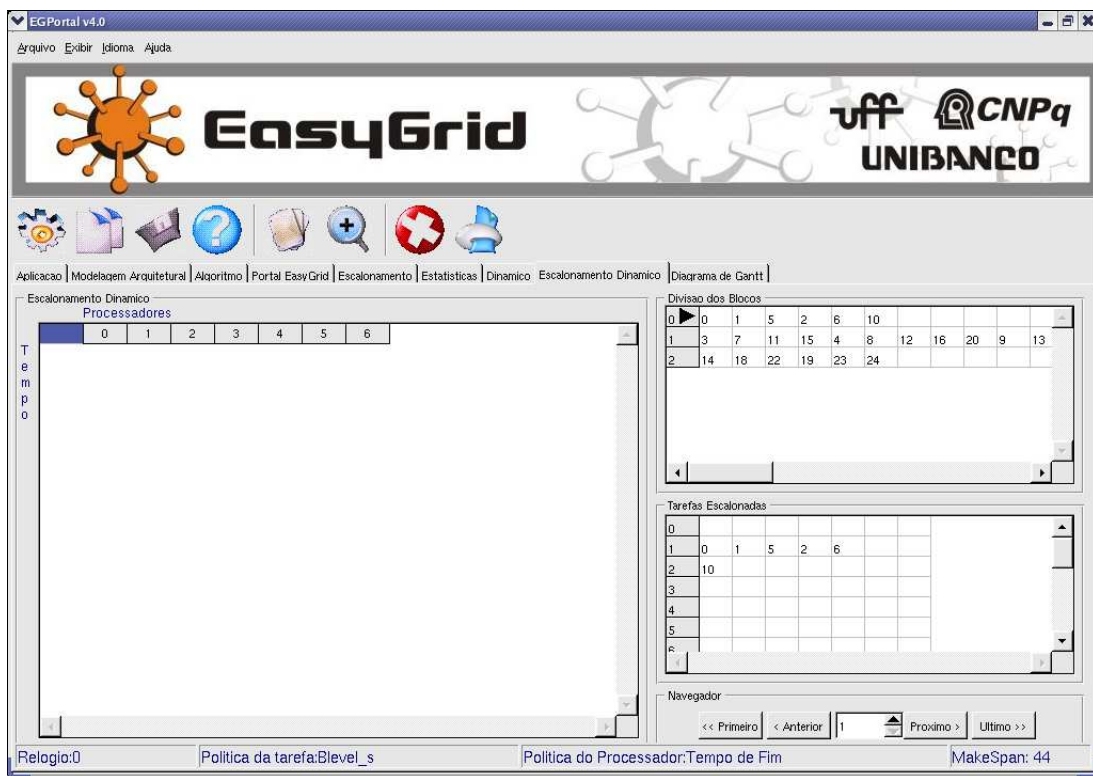 EGPortal v4.0
Arquivo Exibir Idioma Ajuda
EasyGrid
uff CNPq
UNIBANCO
Aplicacao Modelagem Arquitetural Algoritmo Portal EasyGrid Escalonamento Estatisticas Dinamico Escalonamento Dinamico Diagrama de Gantt
Escalonamento Dinamico
Processadores
0 1 2 3 4 5 6
Tempo
Divisao dos Blocos
0 0 1 5 2 6 10
1 3 7 11 15 4 8 12 16 20 9 13
2 14 18 22 19 23 24
Tarefas Escalonadas
0
1 0 1 5 2 6
2 10
3
4
5
6
Navegador
<< Primeiro < Anterior 1 Proximo > Ultimo >>
Relogio:0 Politica da tarefa:Blevel_s Politica do Processador:Tempo de Fim MakeSpan: 44